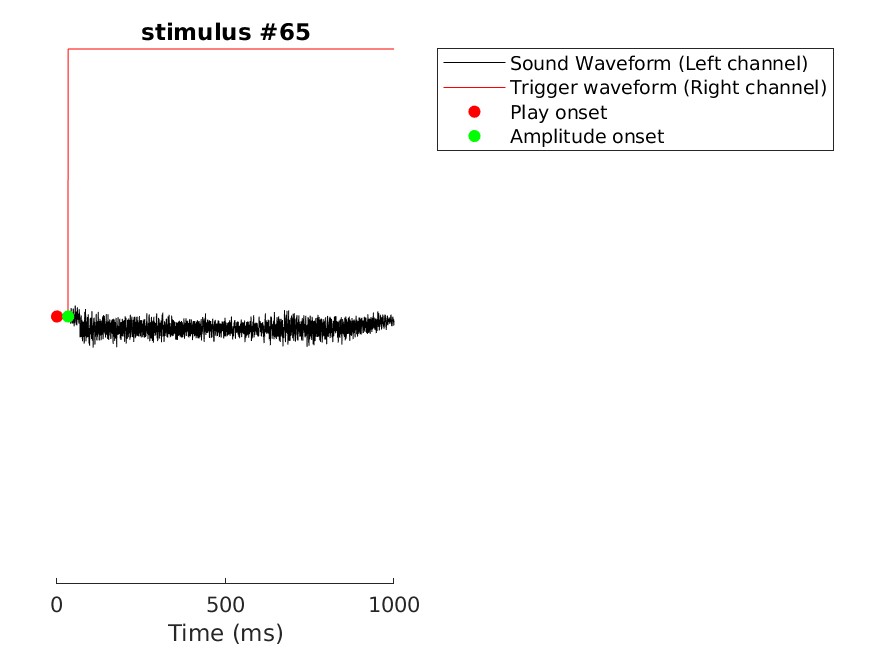 stimulus #65
Sound Waveform (Left channel)
Trigger waveform (Right channel)
Play onset
Amplitude onset
0 500 1000
Time (ms)